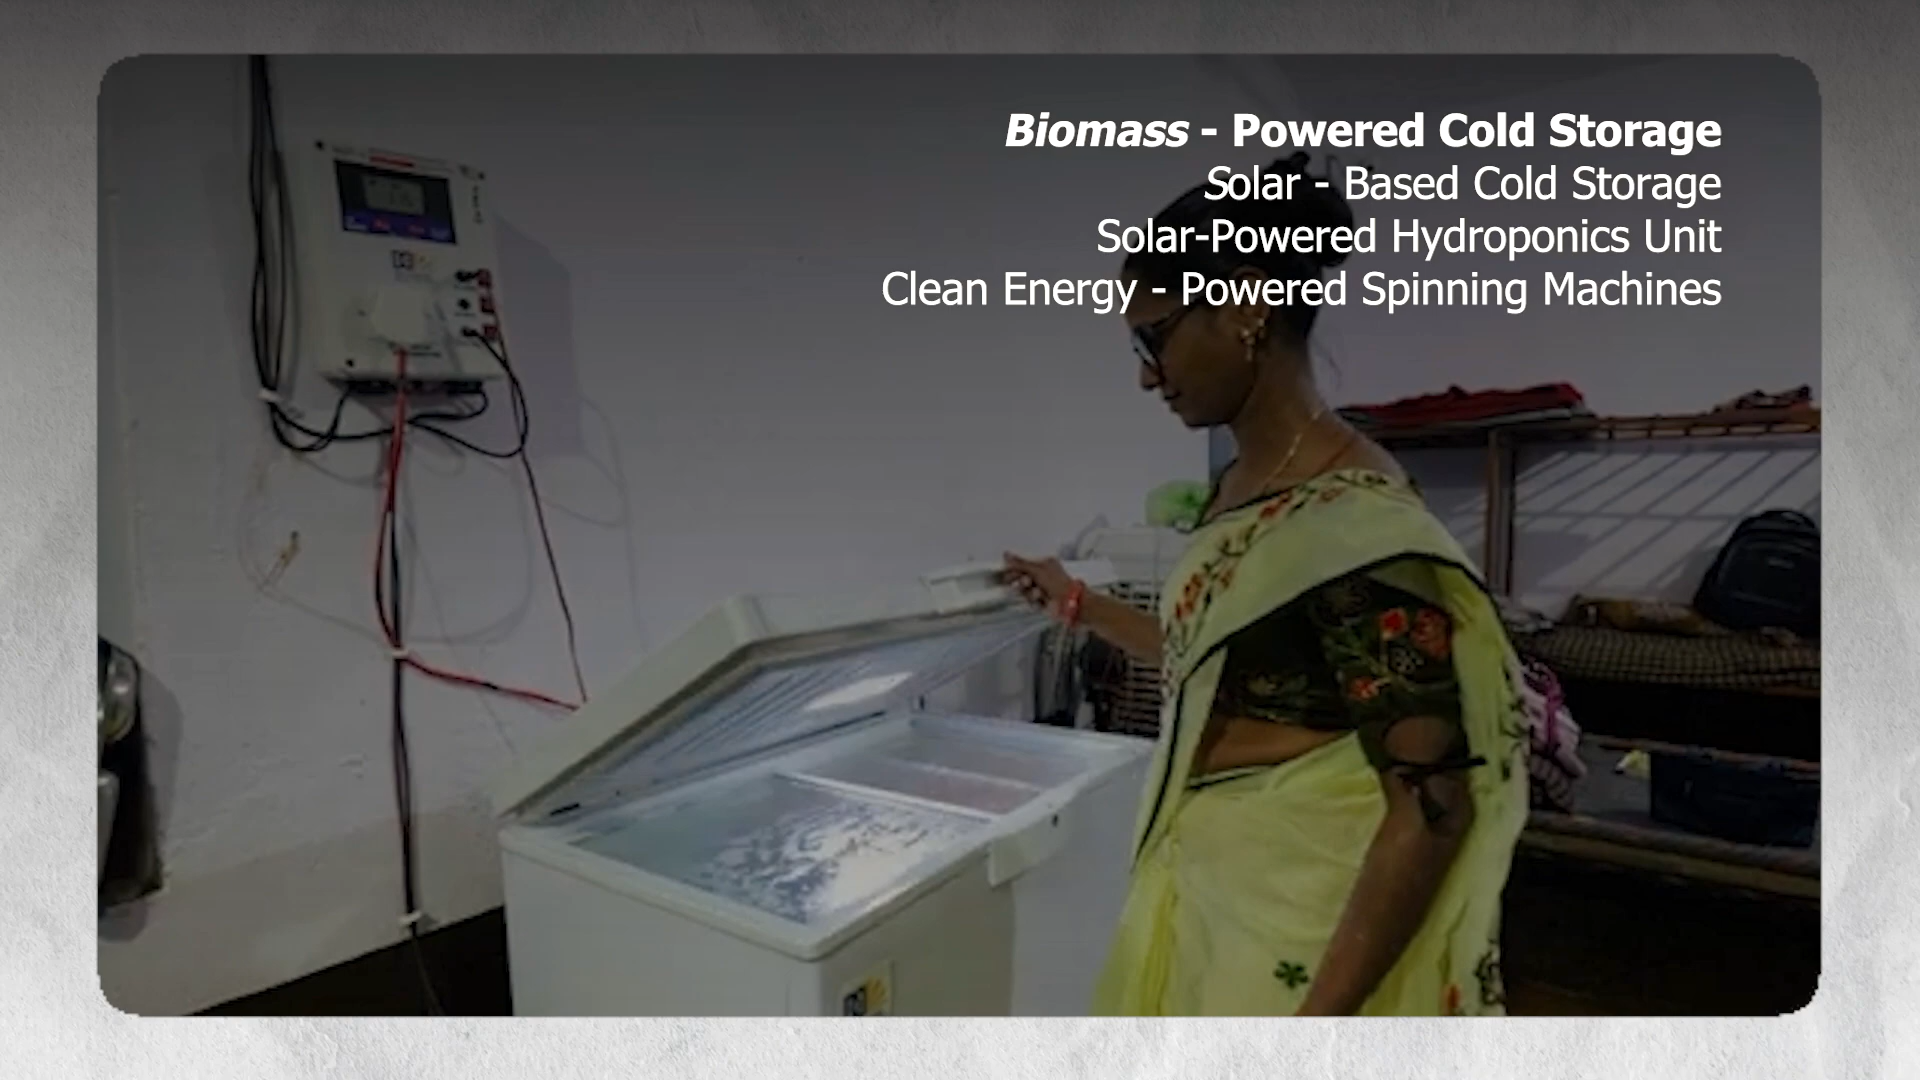 Biomass - Powered Cold Storage
Solar - Based Cold Storage
Solar-Powered Hydroponics Unit
Clean Energy - Powered Spinning Machines